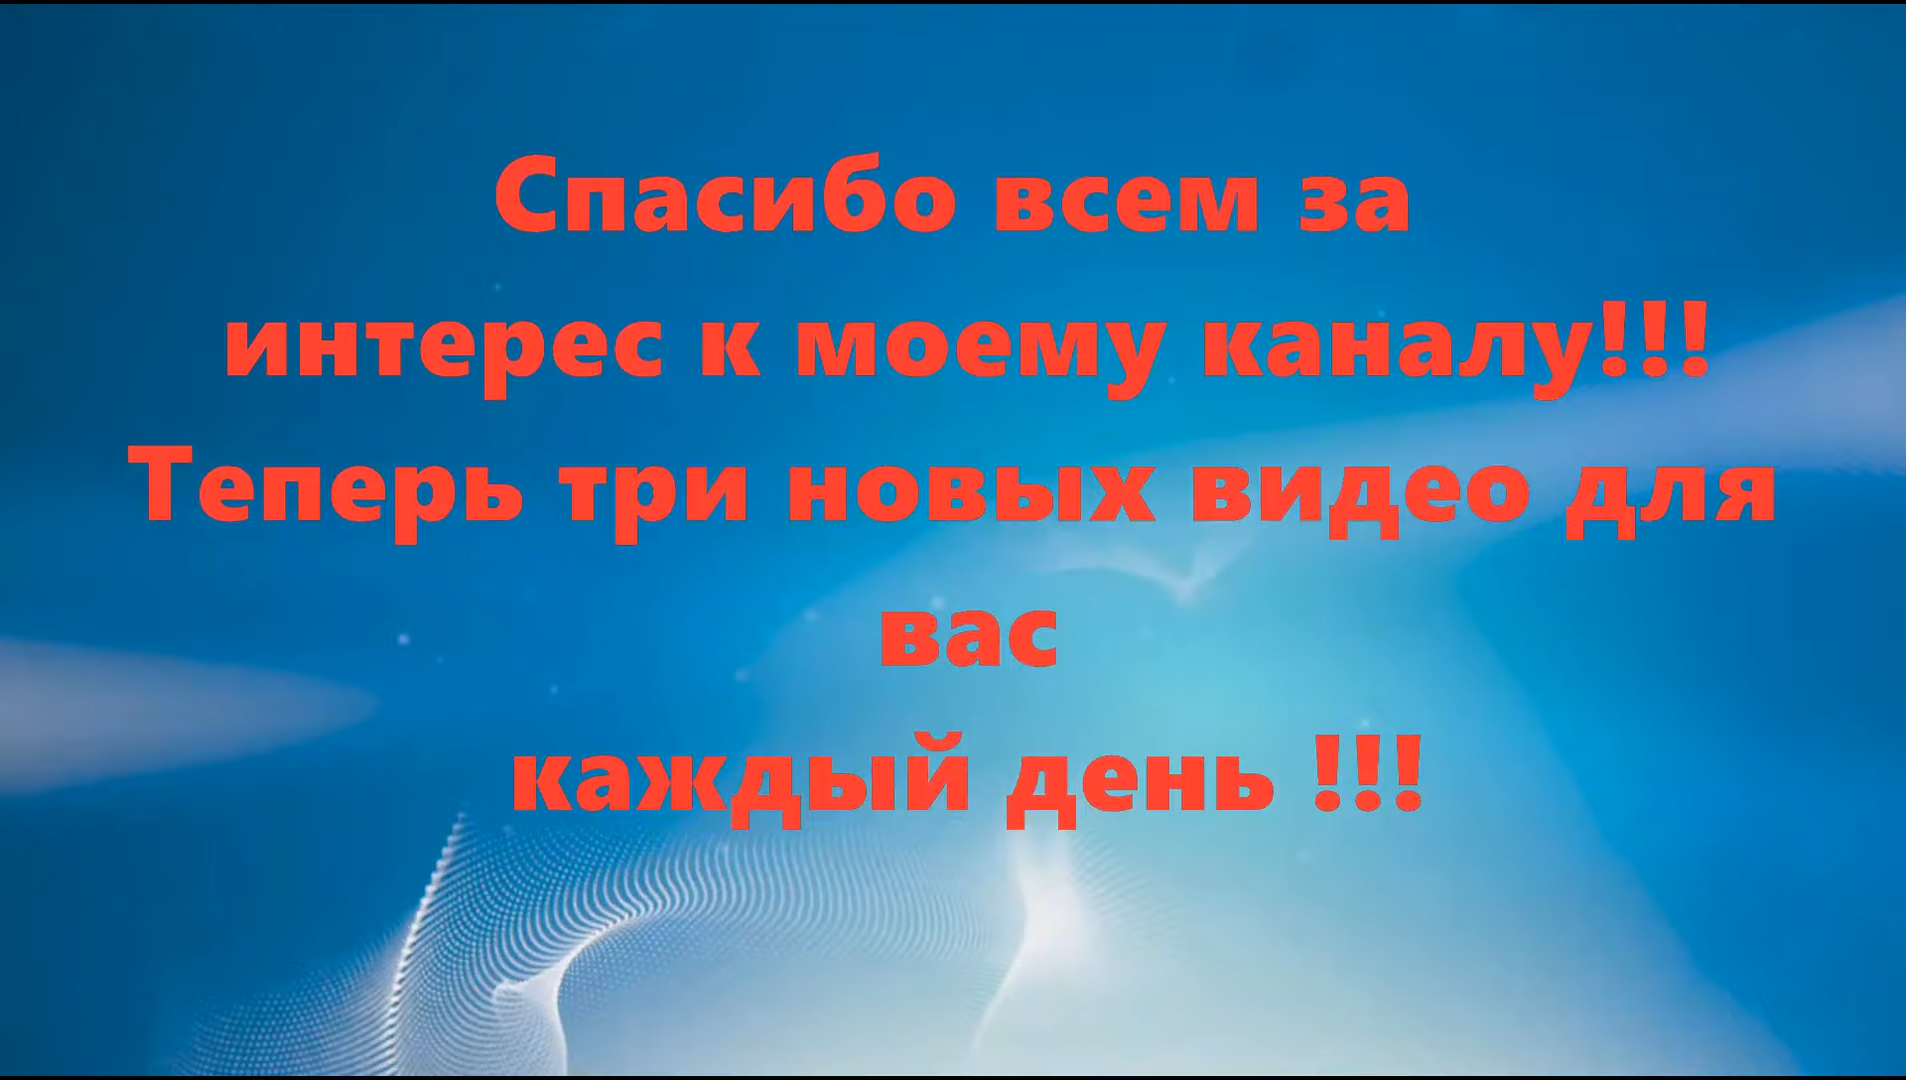 Спасибо всем за
интерес к моему каналу!!!
Теперь три новых видео для
вас
каждый день !!!